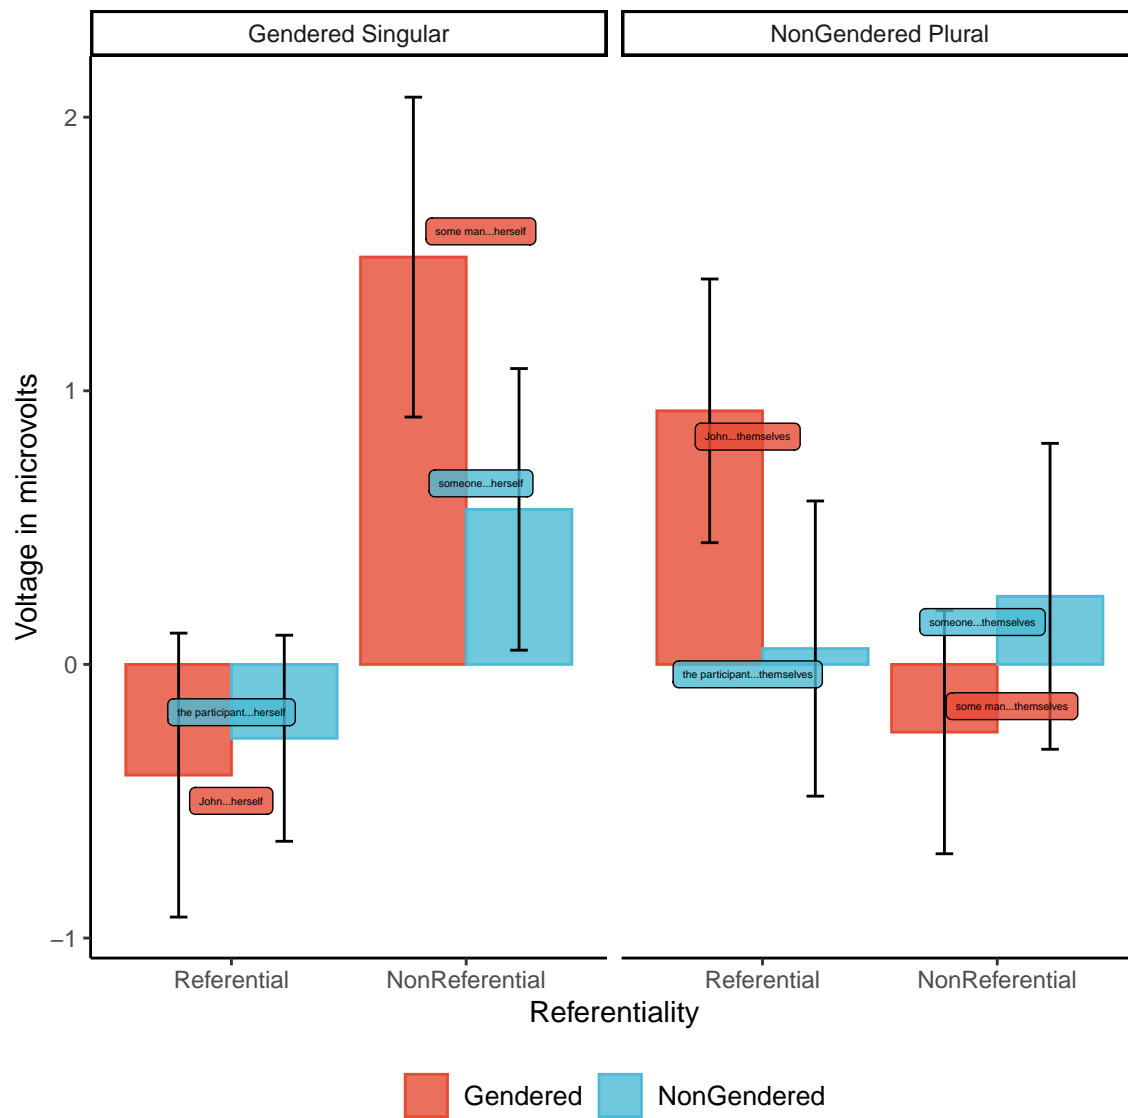 Gendered Singular
NonGendered Plural
Voltage in microvolts
2
1
0
−1
some man...herself
someone...herself
the participant...herself
John...herself
John...themselves
the participant...themselves
someone...themselves
some man...themselves
Referential
NonReferential
Referential
NonReferential
Referentiality
Gendered
NonGendered